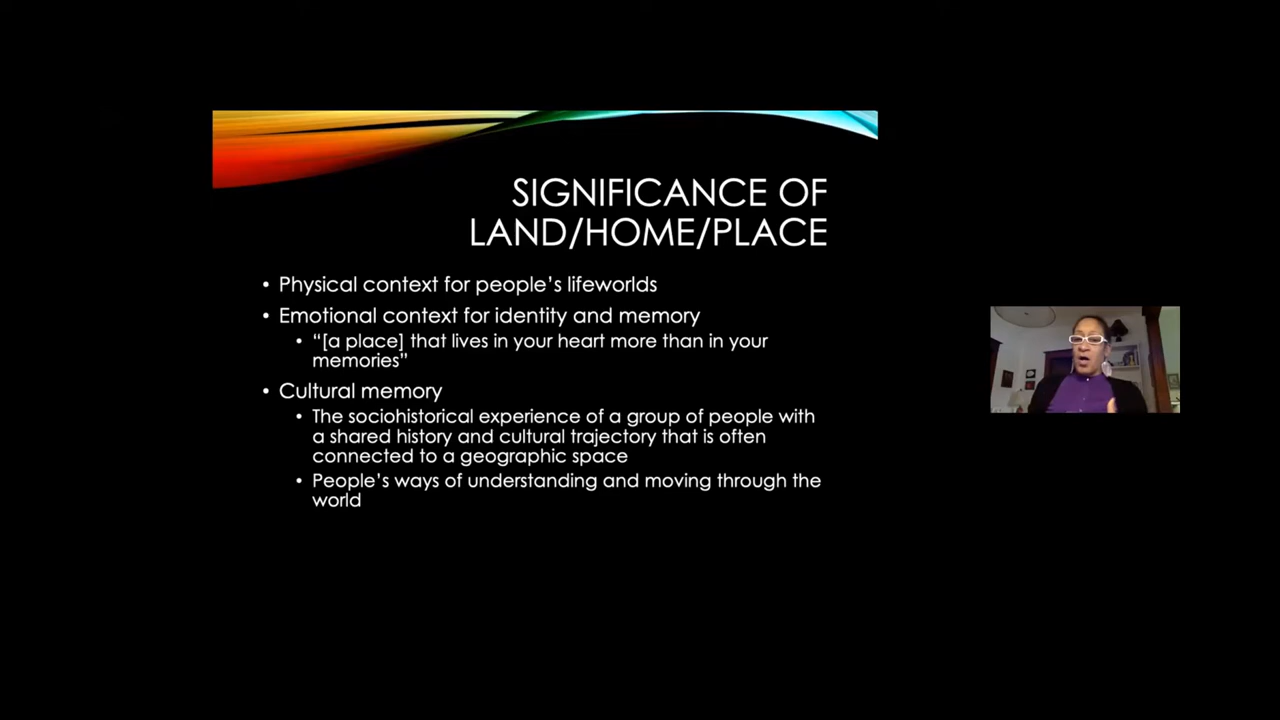 SIGNIFICANCE OF
LAND/HOME/PLACE
• Physical context for people's lifeworlds
• Emotional context for identity and memory
• "[a place] that lives in your heart more than in your
memories"
• Cultural memory
• The sociohistorical experience of a group of people with
a shared history and cultural trajectory that is often
connected to a geographic space
• People's ways of understanding and moving through the
world